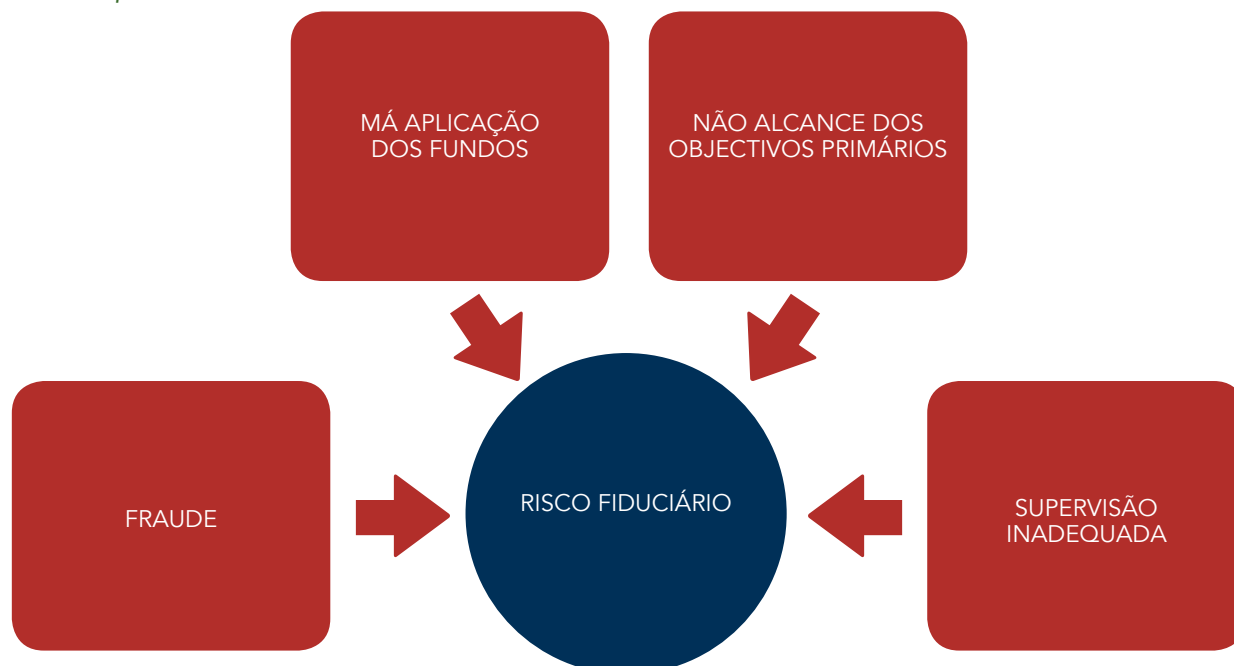 MÁ APLICAÇÃO
DOS FUNDOS
NÃO ALCANCE DOS
OBJECTIVOS PRIMÁRIOS
FRAUDE
RISCO FIDUCIÁRIO
SUPERVISÃO
INADEQUADA